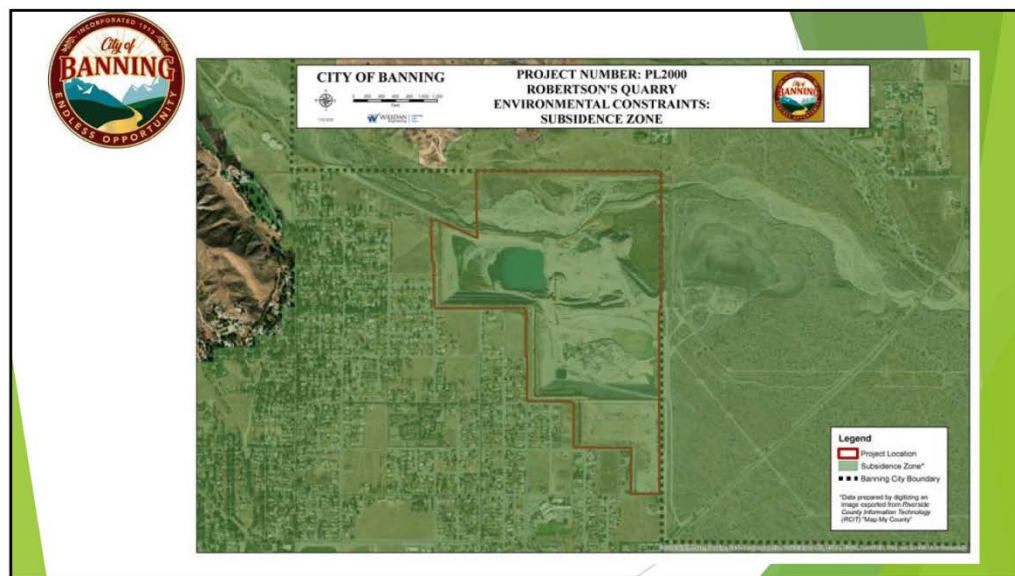 INCORPORATED 1913
City of
BANNING
ENDLESS OPPORTUNITY
CITY OF BANNING
PROJECT NUMBER: PL2000
ROBERTSON'S QUARRY
ENVIRONMENTAL CONSTRAINTS:
SUBSIDENCE ZONE
Feet
WILLDAN
Engineering
Legend
Project Location
Subsidence Zone*
Banning City Boundary
*Data prepared by digitizing an
image exported from Riverside
County Information Technology
(RCIT) "Map My County"